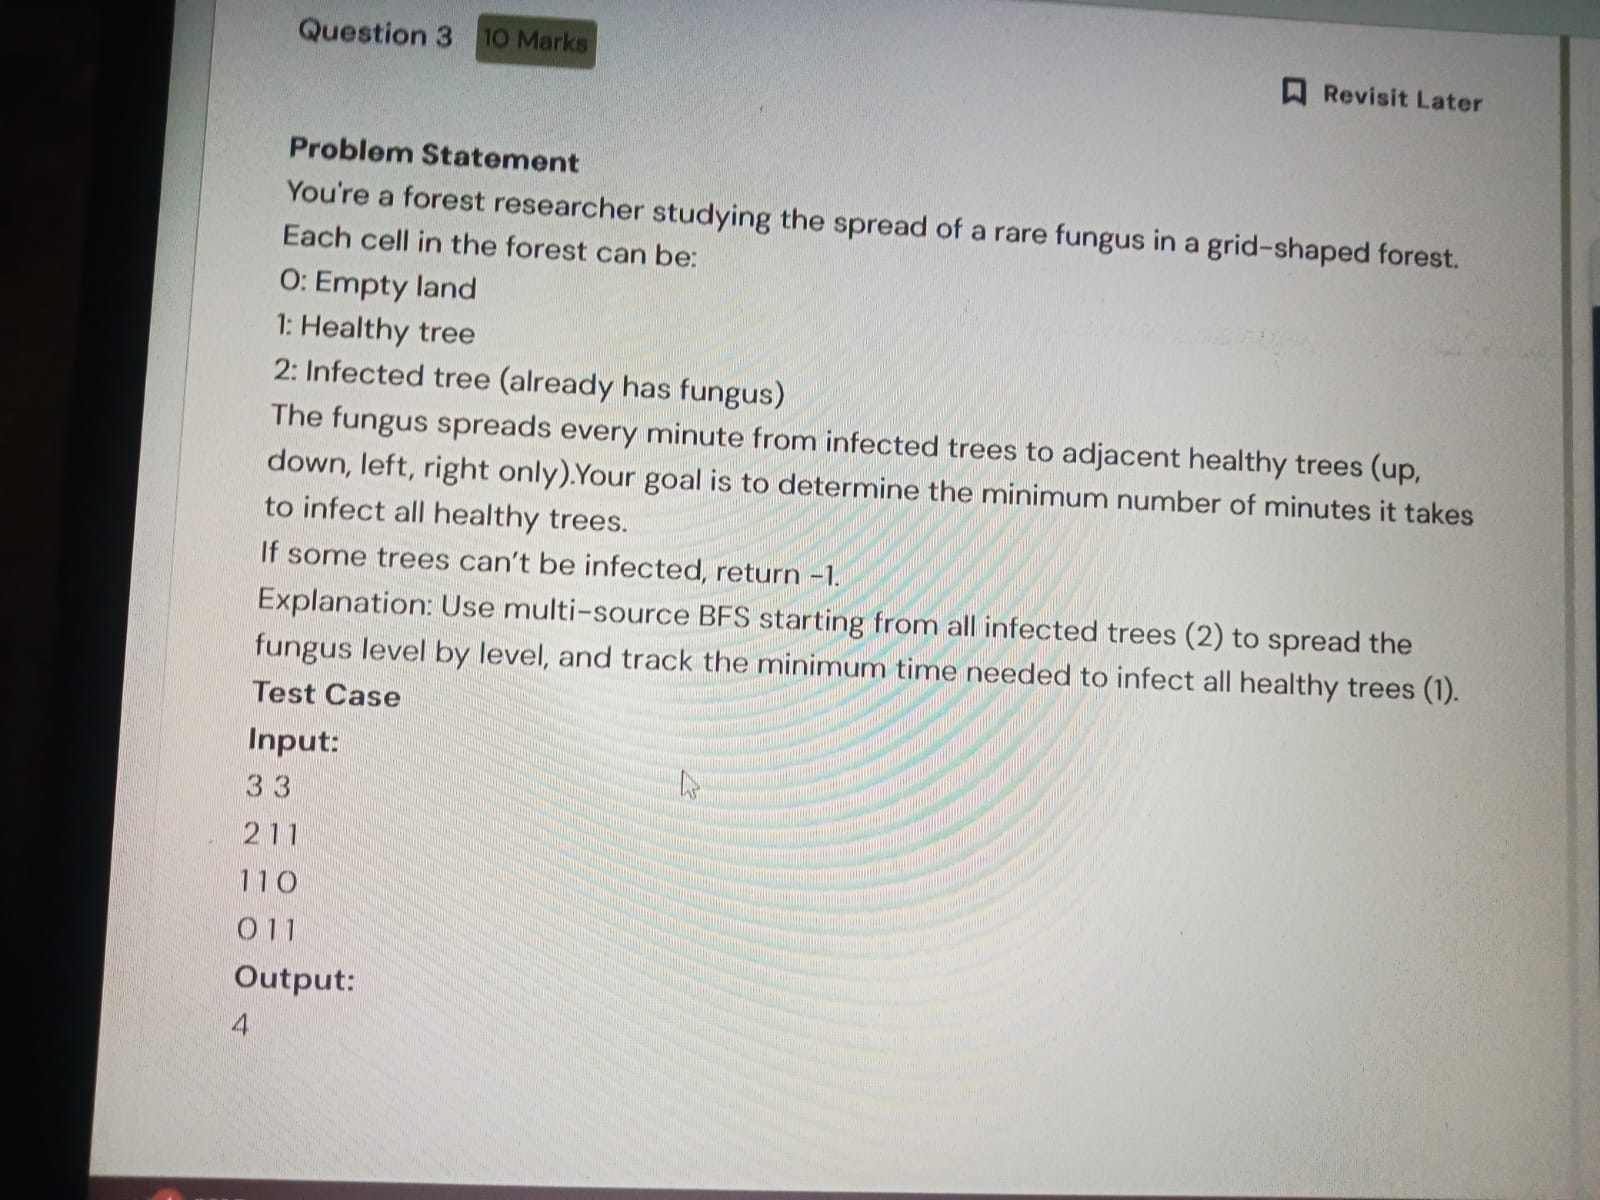 Question 3 10 Marks
Revisit Later
Problem Statement
You're a forest researcher studying the spread of a rare fungus in a grid-shaped forest.
Each cell in the forest can be:
0: Empty land
1: Healthy tree
2: Infected tree (already has fungus)
The fungus spreads every minute from infected trees to adjacent healthy trees (up,
down, left, right only).Your goal is to determine the minimum number of minutes it takes
to infect all healthy trees.
If some trees can't be infected, return -1.
Explanation: Use multi-source BFS starting from all infected trees (2) to spread the
fungus level by level, and track the minimum time needed to infect all healthy trees (1).
Test Case
Input:
3 3
2 1 1
1 1 0
0 1 1
Output:
4